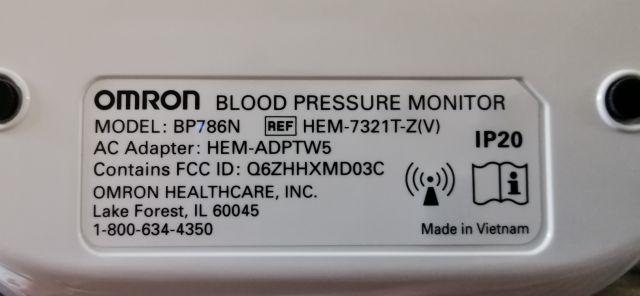 OMRON BLOOD PRESSURE MONITOR
MODEL: BP786N REF HEM-7321T-Z(V)
AC Adapter: HEM-ADPTW5
IP20
Contains FCC ID: Q6ZHHXMD03C
OMRON HEALTHCARE, INC.
Lake Forest, IL 60045
1-800-634-4350
Made in Vietnam